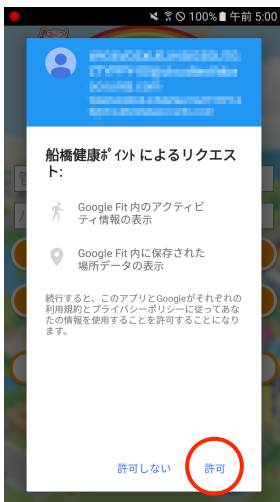 100% 午前 5:00
船橋健康ﾎﾟｲﾝﾄ によるリクエス
ト:
Google Fit 内のアクティビ
ティ情報の表示
Google Fit 内に保存された
場所データの表示
続行すると、このアプリとGoogleがそれぞれの
利用規約とプライバシーポリシーに従ってあな
たの情報を使用することを許可することになり
ます。
許可しない 許可